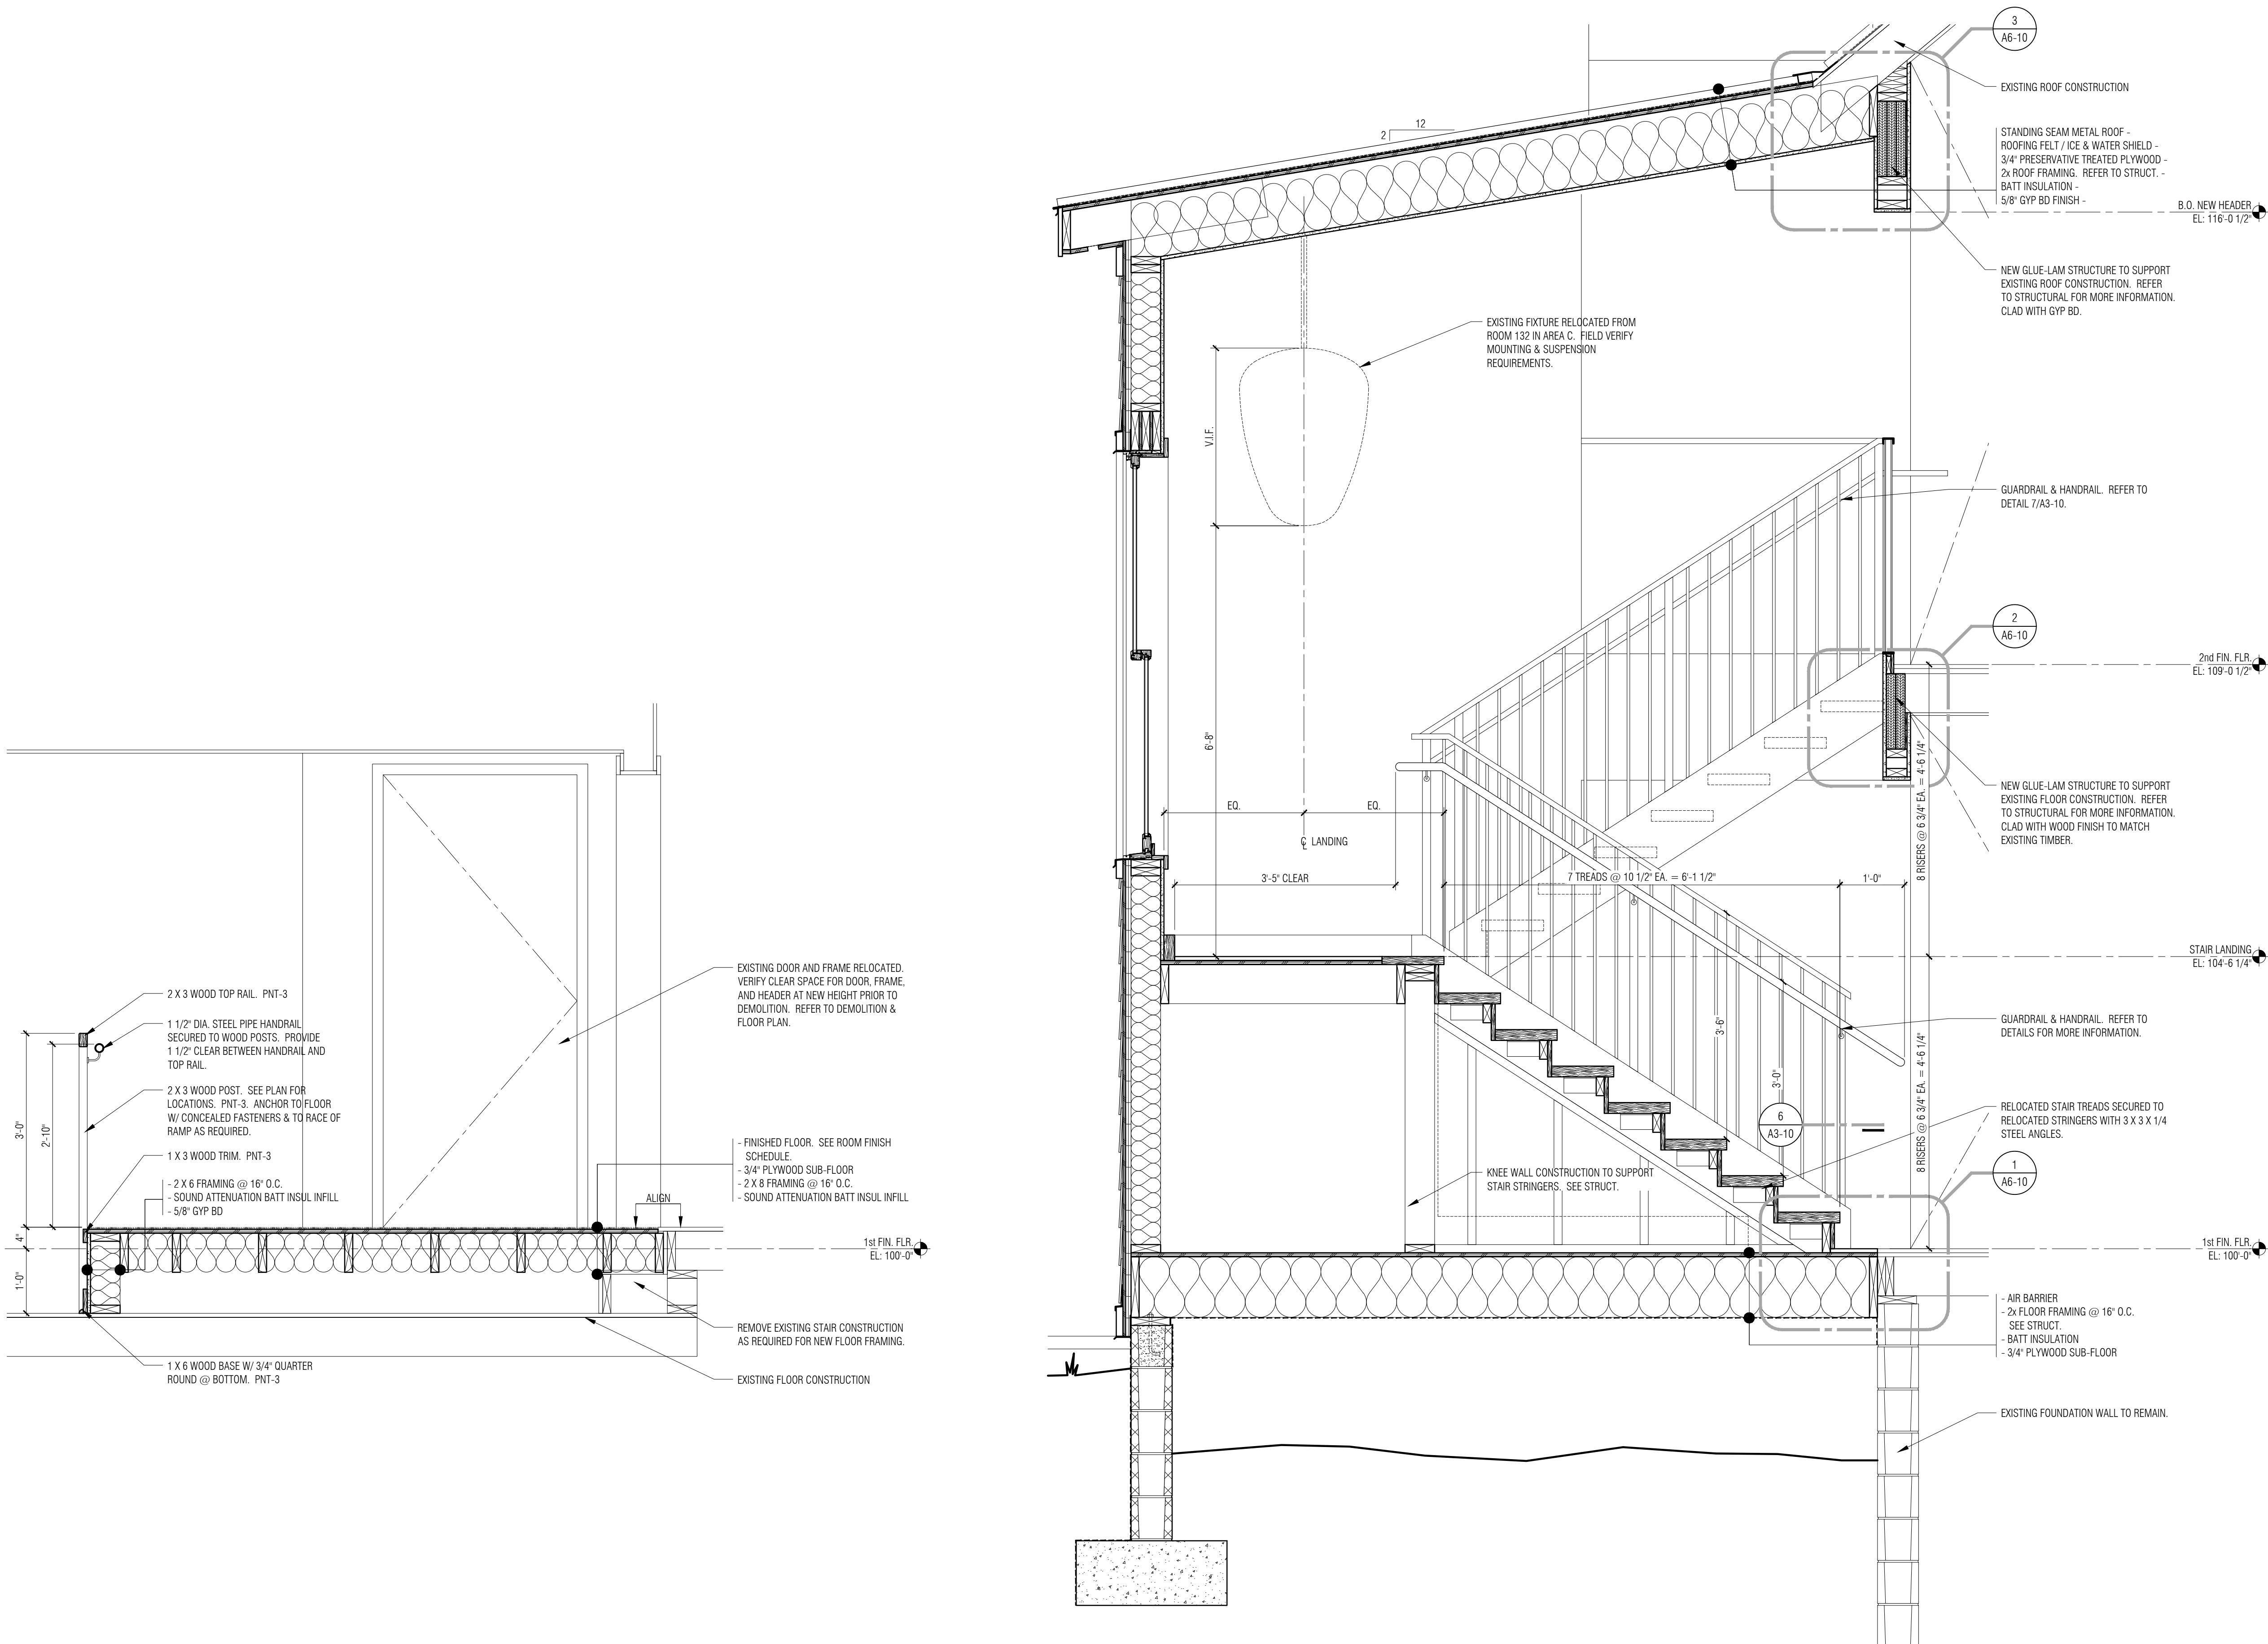 2 X 3 WOOD TOP RAIL. PNT-3
1 1/2" DIA. STEEL PIPE HANDRAIL
SECURED TO WOOD POSTS. PROVIDE
1 1/2" CLEAR BETWEEN HANDRAIL AND
TOP RAIL.
2 X 3 WOOD POST. SEE PLAN FOR
LOCATIONS. PNT-3. ANCHOR TO FLOOR
W/ CONCEALED FASTENERS & TO RACE OF
RAMP AS REQUIRED.
1 X 3 WOOD TRIM. PNT-3
- 2 X 6 FRAMING @ 16" O.C.
- SOUND ATTENUATION BATT INSUL INFILL
- 5/8" GYP BD
3'-0"
2'-10"
4"
1'-0"
1 X 6 WOOD BASE W/ 3/4" QUARTER
ROUND @ BOTTOM. PNT-3
EXISTING DOOR AND FRAME RELOCATED.
VERIFY CLEAR SPACE FOR DOOR, FRAME,
AND HEADER AT NEW HEIGHT PRIOR TO
DEMOLITION. REFER TO DEMOLITION &
FLOOR PLAN.
- FINISHED FLOOR. SEE ROOM FINISH
SCHEDULE.
- 3/4" PLYWOOD SUB-FLOOR
- 2 X 8 FRAMING @ 16" O.C.
- SOUND ATTENUATION BATT INSUL INFILL
ALIGN
1st FIN. FLR.
EL: 100'-0"
REMOVE EXISTING STAIR CONSTRUCTION
AS REQUIRED FOR NEW FLOOR FRAMING.
EXISTING FLOOR CONSTRUCTION
3
A6-10
EXISTING ROOF CONSTRUCTION
12
2
STANDING SEAM METAL ROOF -
ROOFING FELT / ICE & WATER SHIELD -
3/4" PRESERVATIVE TREATED PLYWOOD -
2x ROOF FRAMING. REFER TO STRUCT. -
BATT INSULATION -
5/8" GYP BD FINISH -
B.O. NEW HEADER
EL: 116'-0 1/2"
NEW GLUE-LAM STRUCTURE TO SUPPORT
EXISTING ROOF CONSTRUCTION. REFER
TO STRUCTURAL FOR MORE INFORMATION.
CLAD WITH GYP BD.
EXISTING FIXTURE RELOCATED FROM
ROOM 132 IN AREA C. FIELD VERIFY
MOUNTING & SUSPENSION
REQUIREMENTS.
V.I.F.
GUARDRAIL & HANDRAIL. REFER TO
DETAIL 7/A3-10.
2
A6-10
2nd FIN. FLR.
EL: 109'-0 1/2"
6'-8"
8 RISERS @ 6 3/4" EA. = 4'-6 1/4"
NEW GLUE-LAM STRUCTURE TO SUPPORT
EXISTING FLOOR CONSTRUCTION. REFER
TO STRUCTURAL FOR MORE INFORMATION.
CLAD WITH WOOD FINISH TO MATCH
EXISTING TIMBER.
EQ.
EQ.
CL LANDING
3'-5" CLEAR
7 TREADS @ 10 1/2" EA. = 6'-1 1/2"
1'-0"
STAIR LANDING
EL: 104'-6 1/4"
GUARDRAIL & HANDRAIL. REFER TO
DETAILS FOR MORE INFORMATION.
3'-6"
3'-0"
8 RISERS @ 6 3/4" EA. = 4'-6 1/4"
6
A3-10
RELOCATED STAIR TREADS SECURED TO
RELOCATED STRINGERS WITH 3 X 3 X 1/4
STEEL ANGLES.
KNEE WALL CONSTRUCTION TO SUPPORT
STAIR STRINGERS. SEE STRUCT.
1
A6-10
1st FIN. FLR.
EL: 100'-0"
- AIR BARRIER
- 2x FLOOR FRAMING @ 16" O.C.
SEE STRUCT.
- BATT INSULATION
- 3/4" PLYWOOD SUB-FLOOR
EXISTING FOUNDATION WALL TO REMAIN.